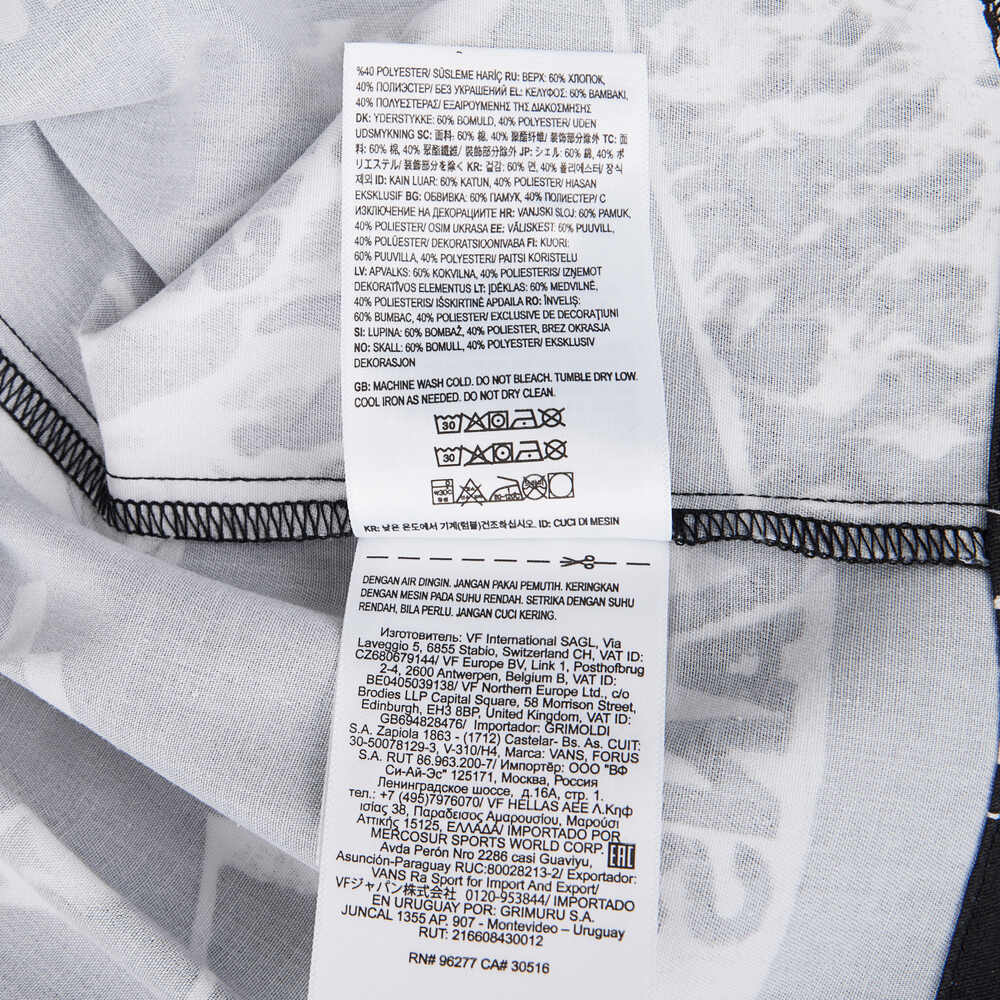 %40 POLYESTER/ SÜSLEME HARİÇ RU: ВЕРХ: 60% ХЛОПОК,
40% ПОЛИЭСТЕР/ БЕЗ УКРАШЕНИЙ EL: ΚΕΛΥΦΟΣ: 60% ΒΑΜΒΑΚΙ,
40% ΠΟΛΥΕΣΤΕΡΑΣ/ ΕΞΑΙΡΟΥΜΕΝΗΣ ΤΗΣ ΔΙΑΚΟΣΜΗΣΗΣ
DK: YDERSTYKKE: 60% BOMULD, 40% POLYESTER/ UDEN
UDSMYKNING SC: 面料: 60% 棉, 40% 聚酯纤维/ 装饰部分除外 TC: 面
料: 60% 棉, 40% 聚酯纖維/ 裝飾部分除外 JP: シェル: 60% 綿, 40% ポ
リエステル/ 装飾部分を除く KR: 겉감: 60% 면, 40% 폴리에스터/ 장식
제외 ID: KAIN LUAR: 60% KATUN, 40% POLIESTER/ HIASAN
EKSKLUSIF BG: ОБВИВКА: 60% ПАМУК, 40% ПОЛИЕСТЕР/ С
ИЗКЛЮЧЕНИЕ НА ДЕКОРАЦИИТЕ HR: VANJSKI SLOJ: 60% PAMUK,
40% POLIESTER/ OSIM UKRASA EE: VÄLISKEST: 60% PUUVILL,
40% POLÜESTER/ DEKORATSIOONIVABA FI: KUORI:
60% PUUVILLA, 40% POLYESTERI/ PAITSI KORISTELU
LV: APVALKS: 60% KOKVILNA, 40% POLIESTERIS/ IZŅEMOT
DEKORATĪVOS ELEMENTUS LT: ĮDĖKLAS: 60% MEDVILNĖ,
40% POLIESTERIS/ IŠSKIRTINĖ APDAILA RO: ÎNVELIŞ:
60% BUMBAC, 40% POLIESTER/ EXCLUSIVE DE DECORAŢIUNI
SI: LUPINA: 60% BOMBAŽ, 40% POLIESTER, BREZ OKRASJA
NO: SKALL: 60% BOMULL, 40% POLYESTER/ EKSKLUSIV
DEKORASJON
GB: MACHINE WASH COLD. DO NOT BLEACH. TUMBLE DRY LOW.
COOL IRON AS NEEDED. DO NOT DRY CLEAN.
30
30
KR: 낮은 온도에서 기계(텀블)건조하십시오. ID: CUCI DI MESIN
DENGAN AIR DINGIN. JANGAN PAKAI PEMUTIH. KERINGKAN
DENGAN MESIN PADA SUHU RENDAH. SETRIKA DENGAN SUHU
RENDAH, BILA PERLU. JANGAN CUCI KERING.
Изготовитель: VF International SAGL, Via
Laveggio 5, 6855 Stabio, Switzerland CH, VAT ID:
CZ680679144/ VF Europe BV, Link 1, Posthofbrug
2-4, 2600 Antwerpen, Belgium B, VAT ID:
BE0405039138/ VF Northern Europe Ltd., c/o
Brodies LLP Capital Square, 58 Morrison Street,
Edinburgh, EH3 8BP, United Kingdom, VAT ID:
GB694828476/ Importador: GRIMOLDI
S.A. Zapiola 1863 - (1712) Castelar- Bs. As. CUIT:
30-50078129-3, V-310/H4, Marca: VANS, FORUS
S.A. RUT 86.963.200-7/ Импортёр: ООО "ВФ
Си-Ай-Эс" 125171, Москва, Россия
Ленинградское шоссе, д.16А, стр.1,
тел.: +7 (495)7976070/ VF HELLAS AEE Λ.Κηφ
ισίας 38, Παραδεισος Αμαρουσίου, Μαρούσι
Αττικής 15125, ΕΛΛΑΔΑ/ IMPORTADO POR
MERCOSUR SPORTS WORLD CORP.
Avda Perón Nro 2286 casi Guaviyu, EAC
Asunción-Paraguay RUC:80028213-2/ Exportador:
VANS Ra Sport for Import And Export/
VFジャパン株式会社 0120-953844/ IMPORTADO
EN URUGUAY POR: GRIMURU S.A.
JUNCAL 1355 AP. 907 - Montevideo – Uruguay
RUT: 216608430012
RN# 96277 CA# 30516